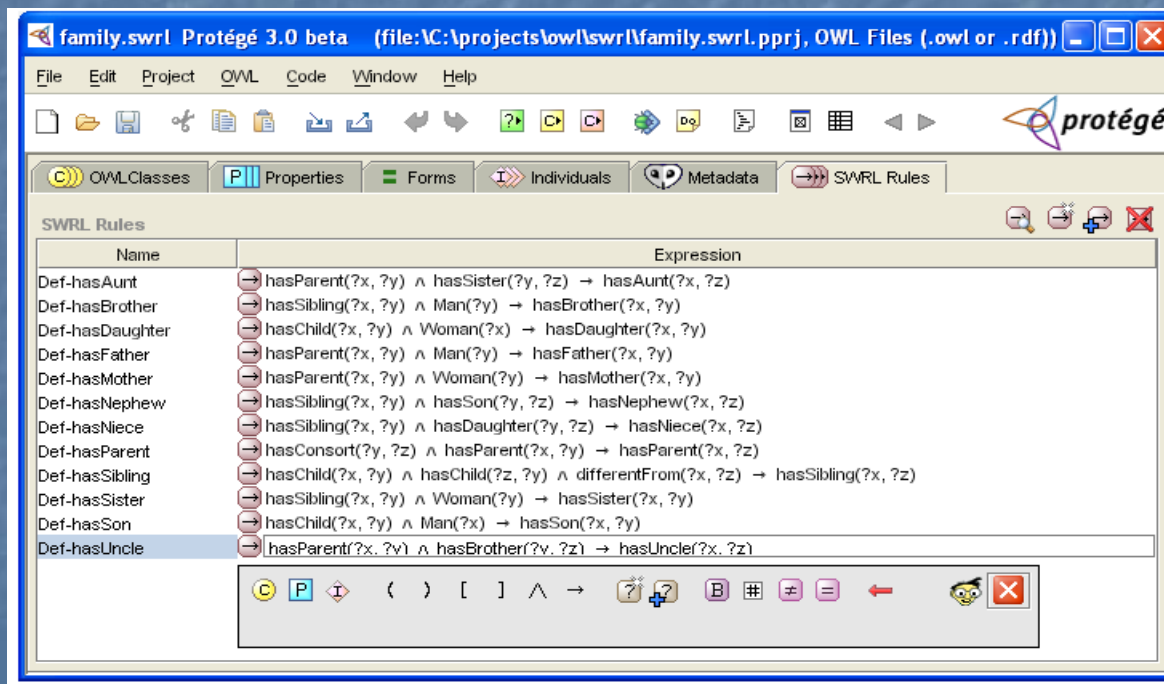 family.swrl Protégé 3.0 beta (file:\C:\projects\owl\swrl\family.swrl.pprj, OWL Files (.owl or .rdf))
File Edit Project OWL Code Window Help
protégé
OWLClasses Properties Forms Individuals Metadata SWRL Rules
SWRL Rules
Name Expression
Def-hasAunt hasParent(?x, ?y) ∧ hasSister(?y, ?z) → hasAunt(?x, ?z)
Def-hasBrother hasSibling(?x, ?y) ∧ Man(?y) → hasBrother(?x, ?y)
Def-hasDaughter hasChild(?x, ?y) ∧ Woman(?x) → hasDaughter(?x, ?y)
Def-hasFather hasParent(?x, ?y) ∧ Man(?y) → hasFather(?x, ?y)
Def-hasMother hasParent(?x, ?y) ∧ Woman(?y) → hasMother(?x, ?y)
Def-hasNephew hasSibling(?x, ?y) ∧ hasSon(?y, ?z) → hasNephew(?x, ?z)
Def-hasNiece hasSibling(?x, ?y) ∧ hasDaughter(?y, ?z) → hasNiece(?x, ?z)
Def-hasParent hasConsort(?y, ?z) ∧ hasParent(?x, ?y) → hasParent(?x, ?z)
Def-hasSibling hasChild(?x, ?y) ∧ hasChild(?z, ?y) ∧ differentFrom(?x, ?z) → hasSibling(?x, ?z)
Def-hasSister hasSibling(?x, ?y) ∧ Woman(?y) → hasSister(?x, ?y)
Def-hasSon hasChild(?x, ?y) ∧ Man(?x) → hasSon(?x, ?y)
Def-hasUncle hasParent(?x, ?y) ∧ hasBrother(?y, ?z) → hasUncle(?x, ?z)
C P I ( ) [ ] ∧ → ? ? B # ≠ =